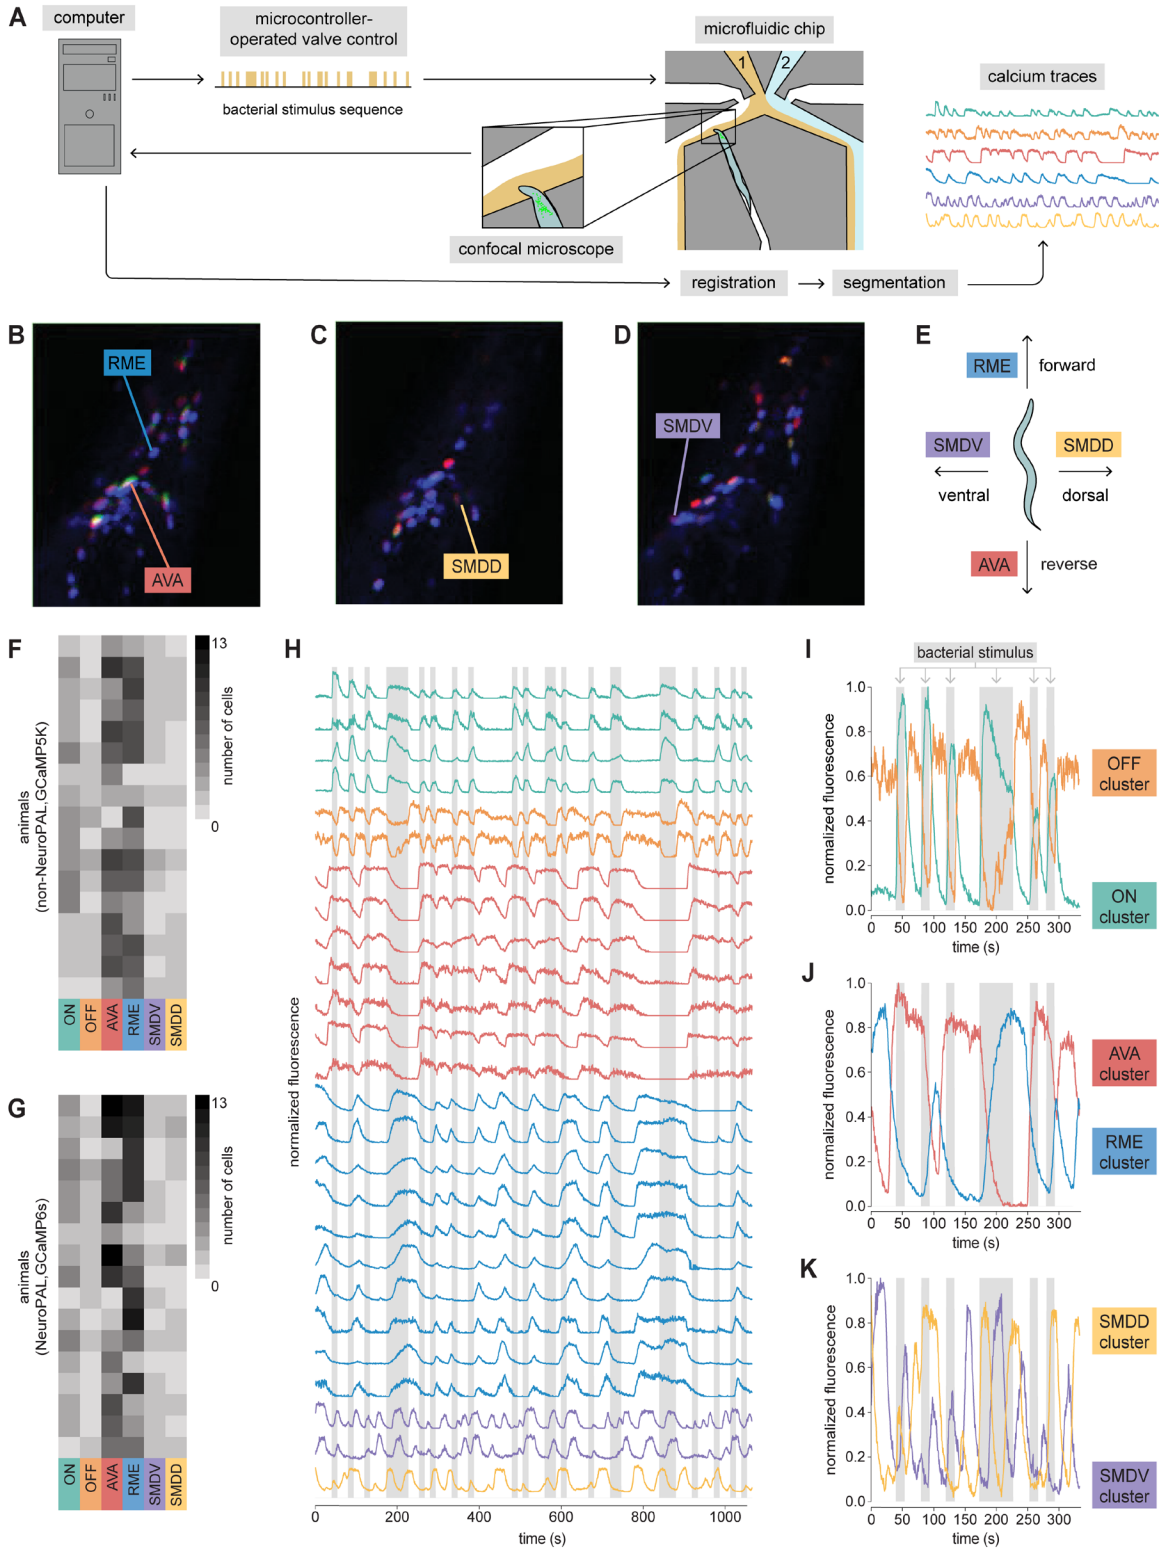 A
computer
microcontroller-
operated valve control
bacterial stimulus sequence
microfluidic chip
1
2
calcium traces
confocal microscope
registration
segmentation
B
RME
AVA
C
SMDD
D
SMDV
E
RME
forward
SMDV
SMDD
ventral
dorsal
AVA
reverse
F
animals
(non-NeuroPAL,GCaMP5K)
ON
OFF
AVA
RME
SMDV
SMDD
13
number of cells
0
G
animals
(NeuroPAL,GCaMP6s)
ON
OFF
AVA
RME
SMDV
SMDD
13
number of cells
0
H
normalized fluorescence
0 200 400 600 800 1000
time (s)
I
bacterial stimulus
normalized fluorescence
1.0
0.8
0.6
0.4
0.2
0.0
0 50 100 150 200 250 300
time (s)
OFF
cluster
ON
cluster
J
normalized fluorescence
1.0
0.8
0.6
0.4
0.2
0.0
0 50 100 150 200 250 300
time (s)
AVA
cluster
RME
cluster
K
normalized fluorescence
1.0
0.8
0.6
0.4
0.2
0.0
0 50 100 150 200 250 300
time (s)
SMDD
cluster
SMDV
cluster